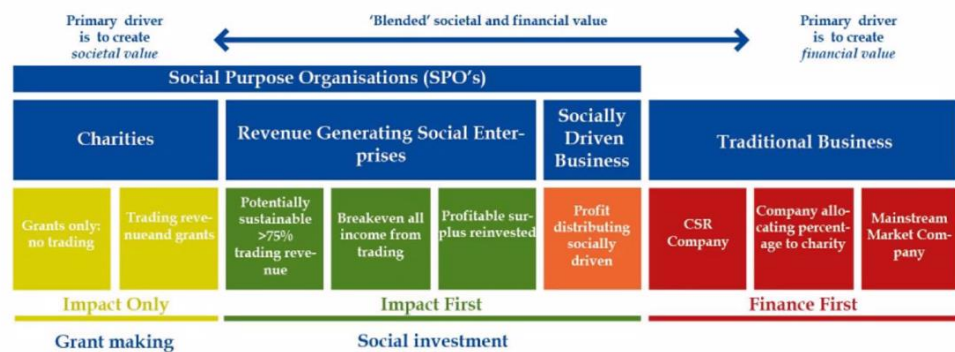 Primary driver
is to create
societal value
'Blended' societal and financial value
Primary driver
is to create
financial value
Social Purpose Organisations (SPO's)
Charities
Revenue Generating Social Enter-
prises
Socially
Driven
Business
Traditional Business
Grants only:
no trading
Trading reve-
nueand grants
Potentially
sustainable
>75%
trading reve-
nue
Breakeven all
income from
trading
Profitable sur-
plus reinvested
Profit
distributing
socially
driven
CSR
Company
Company allo-
cating percent-
age to charity
Mainstream
Market Com-
pany
Impact Only
Impact First
Finance First
Grant making
Social investment